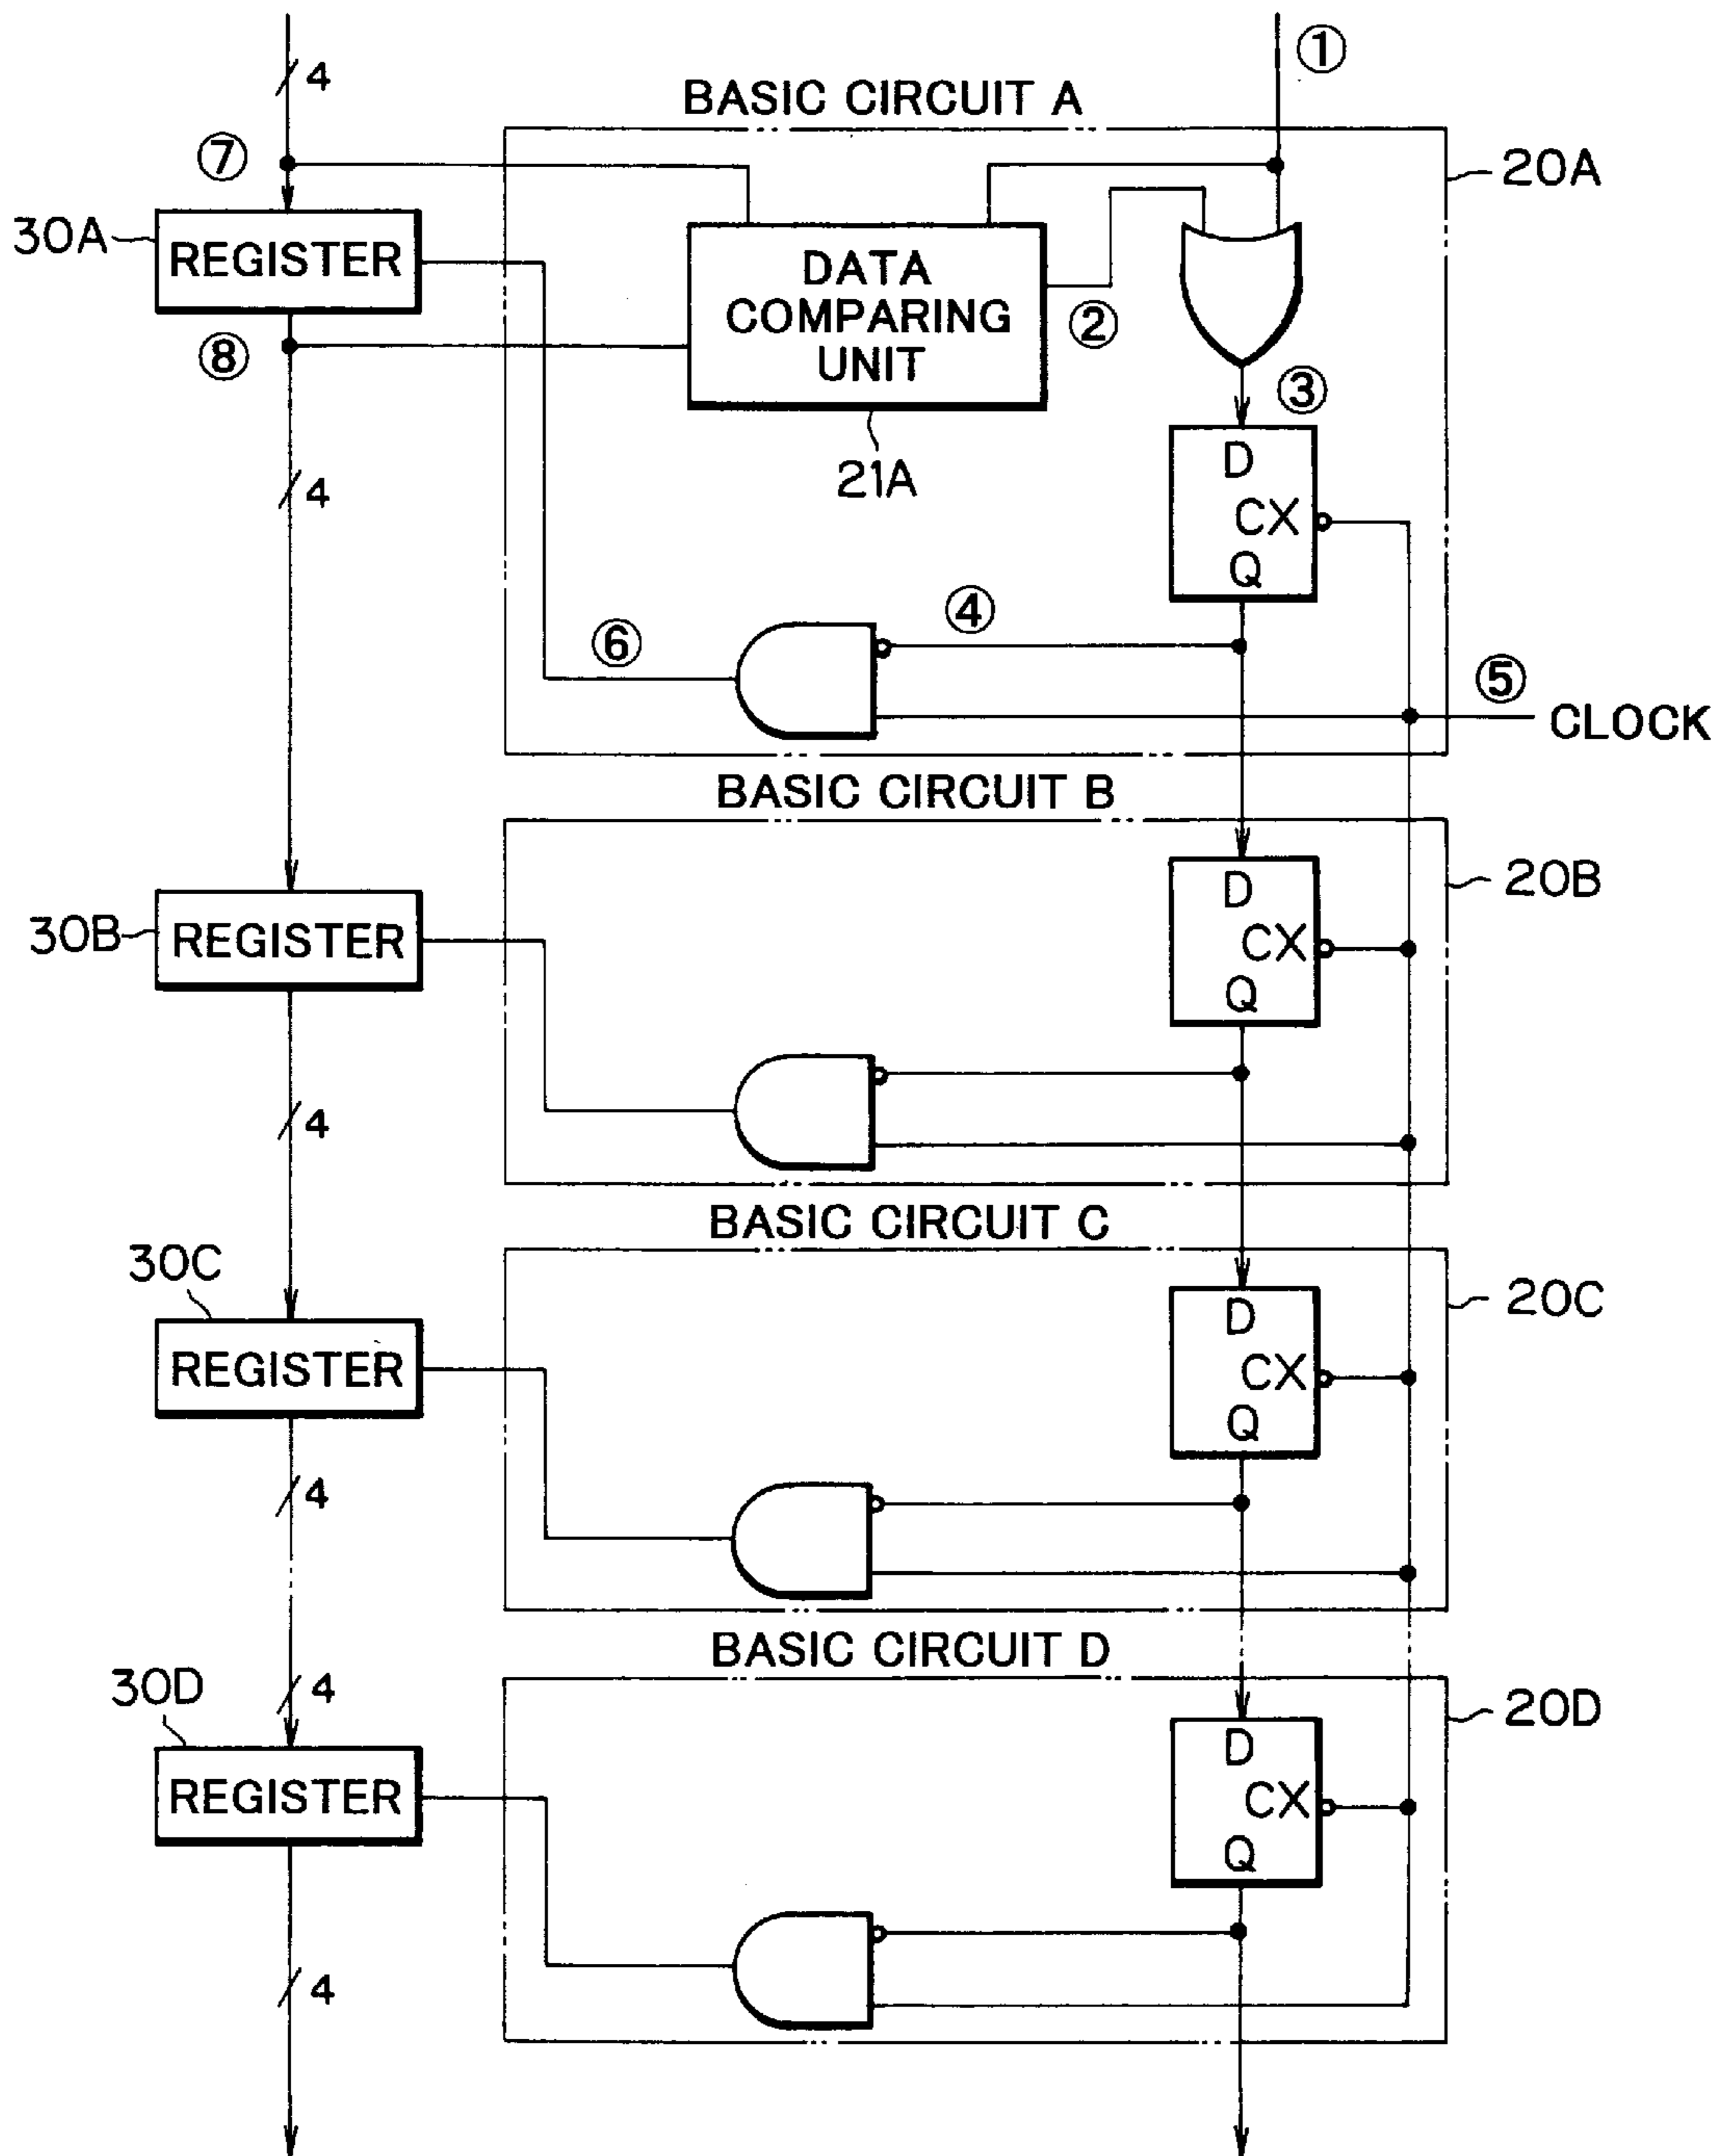 ①
4
BASIC CIRCUIT A
⑦
20A
30A
REGISTER
DATA
COMPARING
UNIT
②
⑧
③
21A
D
CX
Q
4
④
⑥
⑤
CLOCK
BASIC CIRCUIT B
20B
30B
REGISTER
D
CX
Q
4
BASIC CIRCUIT C
30C
20C
REGISTER
D
CX
Q
4
BASIC CIRCUIT D
30D
4
20D
REGISTER
D
CX
Q
4